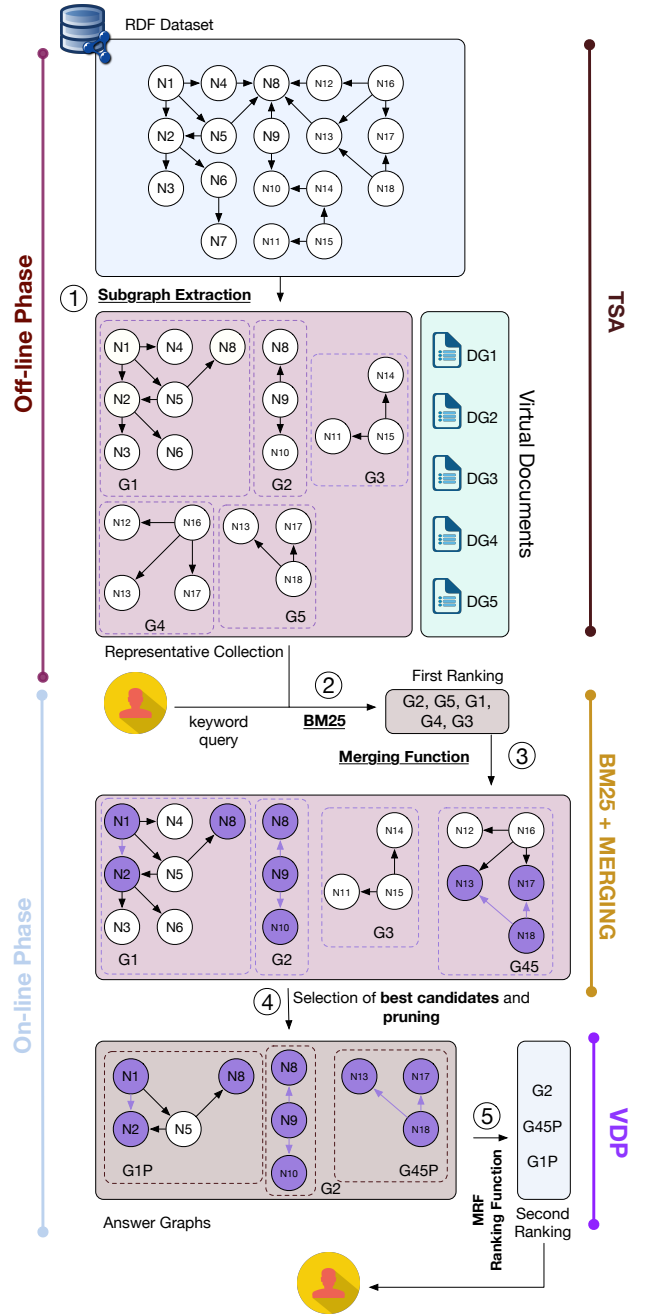 RDF Dataset
N1 N4 N8 N12 N16
N2 N5 N9 N13 N17
N3 N6 N10 N14 N18
N7 N11 N15
Off-line Phase
TSA
1 Subgraph Extraction
N1 N4 N8
N2 N5
N3 N6
G1
N8
N9
N10
G2
N14
N11 N15
G3
N12 N16
N13 N17
G4
N13 N17
N18
G5
DG1
DG2
DG3
DG4
DG5
Virtual Documents
Representative Collection
2
keyword
query
BM25
First Ranking
G2, G5, G1,
G4, G3
Merging Function 3
On-line Phase
BM25 + MERGING
N1 N4 N8
N2 N5
N3 N6
G1
N8
N9
N10
G2
N14
N11 N15
G3
N12 N16
N13 N17
N18
G45
4 Selection of best candidates and
pruning
N1 N8
N2 N5
G1P
N8
N9
N10
G2
N13 N17
N18
G45P
Answer Graphs
5
MRF
Ranking Function
G2
G45P
G1P
Second
Ranking
VDP